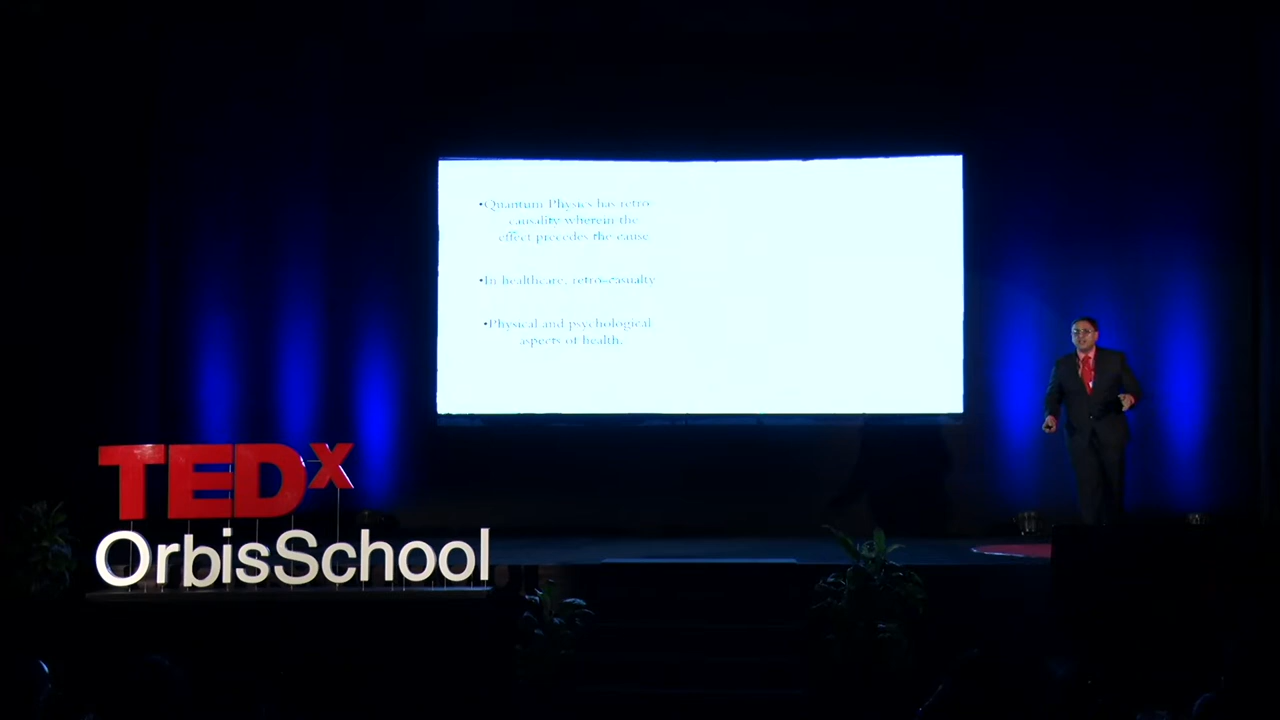 •Quantum Physics has retro-
causality wherein the
effect precedes the cause.
•In healthcare, retro-casualty
•Physical and psychological
aspects of health.
TEDx
OrbisSchool